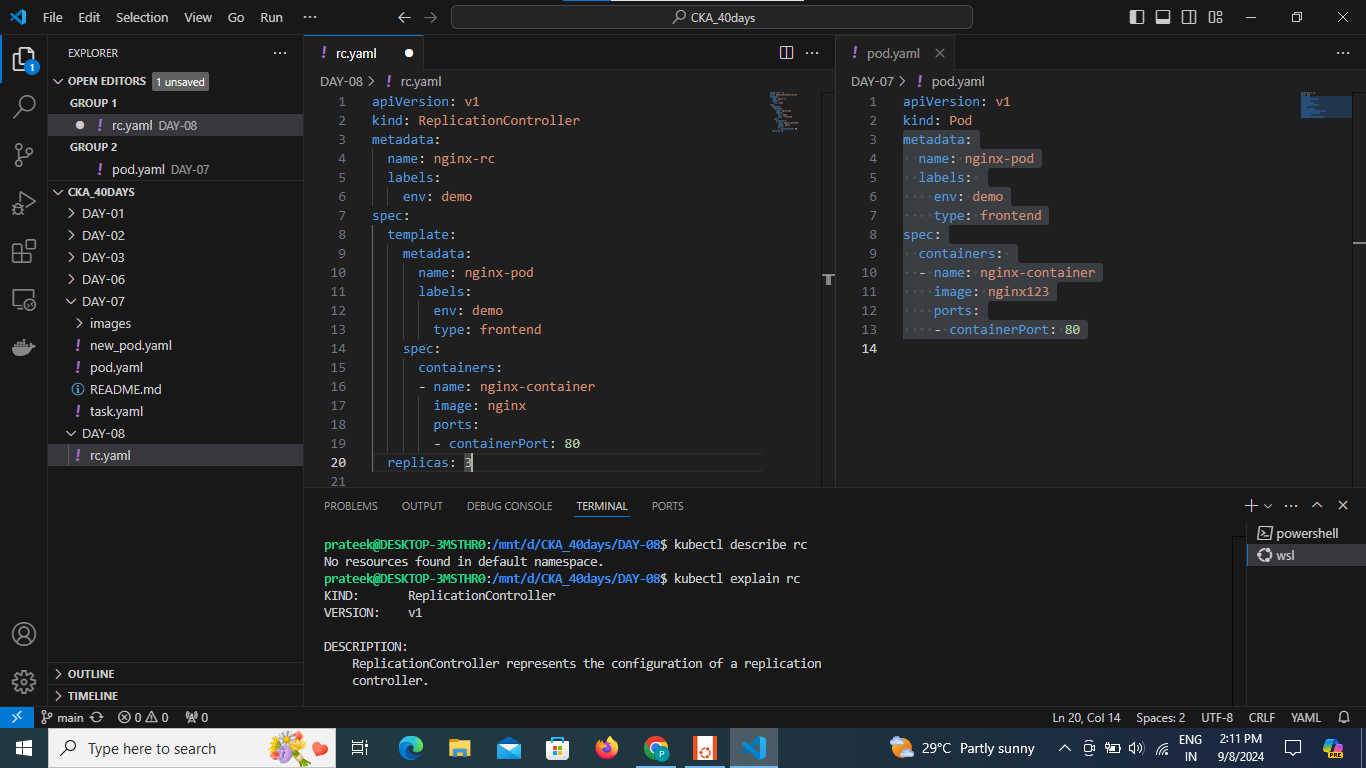 File Edit Selection View Go Run ··· CKA_40days
EXPLORER
OPEN EDITORS 1 unsaved
GROUP 1
rc.yaml DAY-08
GROUP 2
pod.yaml DAY-07
CKA_40DAYS
DAY-01
DAY-02
DAY-03
DAY-06
DAY-07
images
new_pod.yaml
pod.yaml
README.md
task.yaml
DAY-08
rc.yaml
OUTLINE
TIMELINE
rc.yaml
DAY-08 > rc.yaml
1 apiVersion: v1
2 kind: ReplicationController
3 metadata:
4 name: nginx-rc
5 labels:
6 env: demo
7 spec:
8 template:
9 metadata:
10 name: nginx-pod
11 labels:
12 env: demo
13 type: frontend
14 spec:
15 containers:
16 - name: nginx-container
17 image: nginx
18 ports:
19 - containerPort: 80
20 replicas: 3
21
pod.yaml
DAY-07 > pod.yaml
1 apiVersion: v1
2 kind: Pod
3 metadata:
4 name: nginx-pod
5 labels:
6 env: demo
7 type: frontend
8 spec:
9 containers:
10 - name: nginx-container
11 image: nginx123
12 ports:
13 - containerPort: 80
14
PROBLEMS OUTPUT DEBUG CONSOLE TERMINAL PORTS
prateek@DESKTOP-3MSTHR0:/mnt/d/CKA_40days/DAY-08$ kubectl describe rc
No resources found in default namespace.
prateek@DESKTOP-3MSTHR0:/mnt/d/CKA_40days/DAY-08$ kubectl explain rc
KIND: ReplicationController
VERSION: v1
DESCRIPTION:
ReplicationController represents the configuration of a replication
controller.
powershell
wsl
main 0 0 0 Ln 20, Col 14 Spaces: 2 UTF-8 CRLF YAML
Type here to search 29°C Partly sunny ENG IN 2:11 PM 9/8/2024 PRE